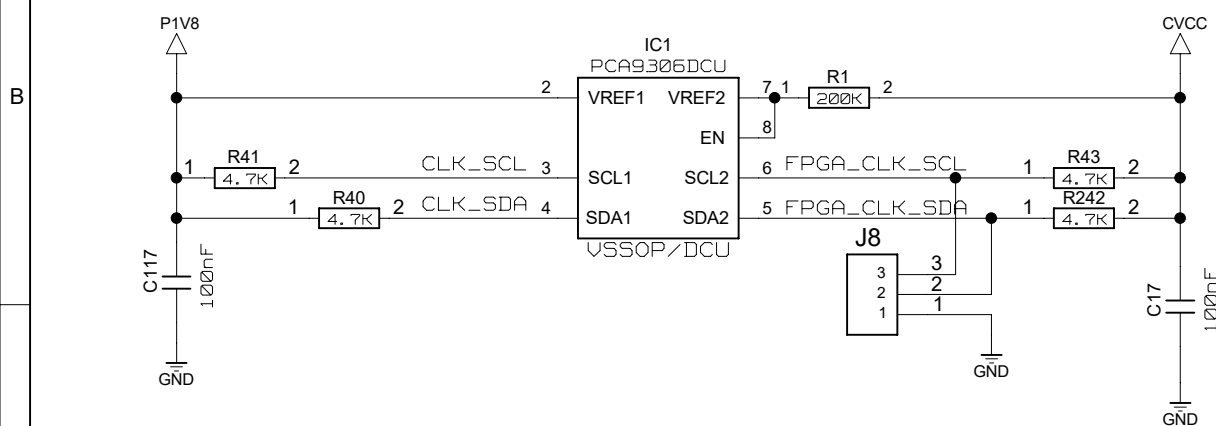 P1V8
CVCC
IC1
PCA9306DCU
R1
B
2
VREF1
VREF2
7
1
200K
2
EN
8
R41
1
4.7K
2
CLK_SCL
3
SCL1
SCL2
6
FPGA_CLK_SCL
1
R43
4.7K
2
R40
1
4.7K
2
CLK_SDA
4
SDA1
SDA2
5
FPGA_CLK_SDA
1
R242
4.7K
2
VSSOP/DCU
J8
3
3
2
2
1
1
C117
100nF
C17
100nF
GND
GND
GND